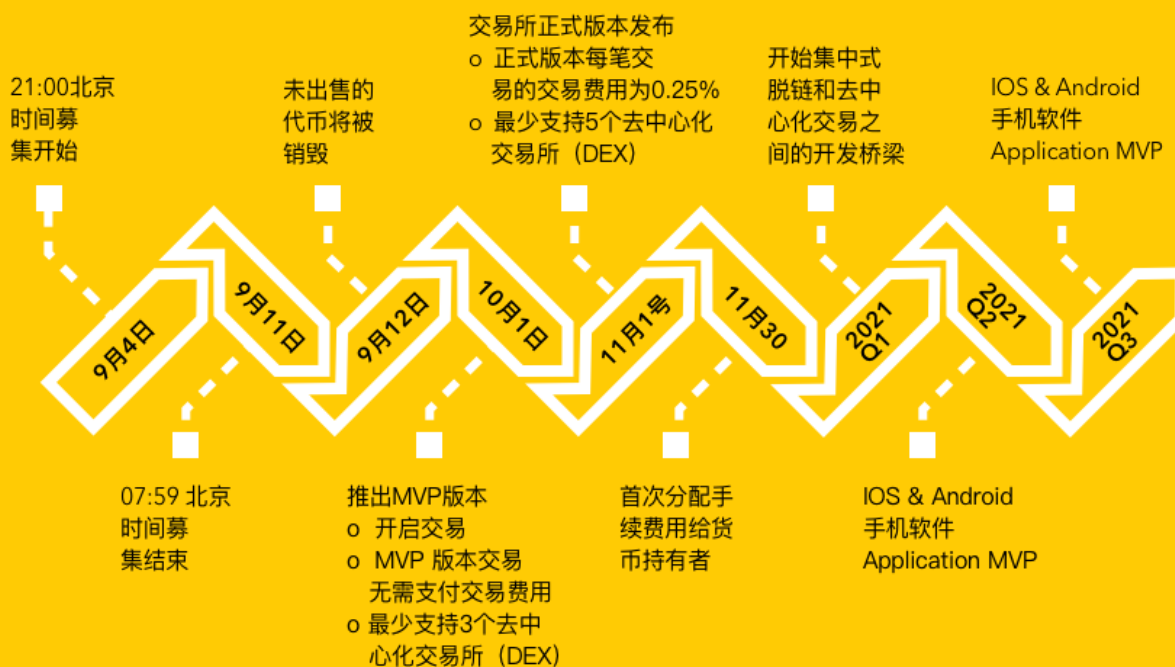 21:00北京
时间募
集开始
未出售的
代币将被
销毁
交易所正式版本发布
o 正式版本每笔交
易的交易费用为0.25%
o 最少支持5个去中心化
交易所（DEX）
开始集中式
脱链和去中
心化交易之
间的开发桥梁
IOS & Android
手机软件
Application MVP
9月4日
9月11日
9月12日
10月1日
11月1号
11月30
2021
Q1
2021
Q2
2021
Q3
07:59 北京
时间募
集结束
推出MVP版本
o 开启交易
o MVP 版本交易
无需支付交易费用
o 最少支持3个去中
心化交易所（DEX）
首次分配手
续费用给货
币持有者
IOS & Android
手机软件
Application MVP